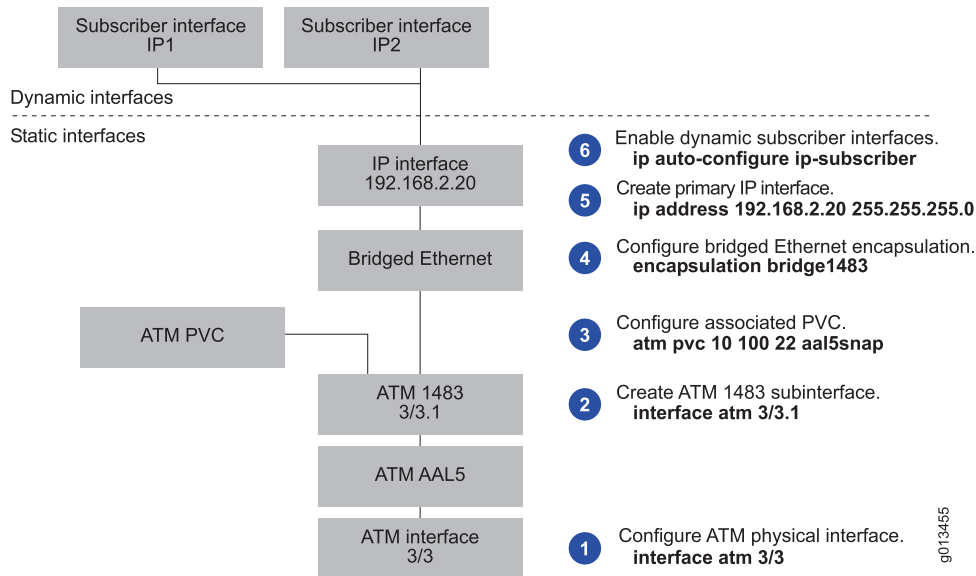 Subscriber interface
IP1
Subscriber interface
IP2
Dynamic interfaces
Static interfaces
IP interface
192.168.2.20
Bridged Ethernet
ATM PVC
ATM 1483
3/3.1
ATM AAL5
ATM interface
3/3
6 Enable dynamic subscriber interfaces.
ip auto-configure ip-subscriber
5 Create primary IP interface.
ip address 192.168.2.20 255.255.255.0
4 Configure bridged Ethernet encapsulation.
encapsulation bridge1483
3 Configure associated PVC.
atm pvc 10 100 22 aal5snap
2 Create ATM 1483 subinterface.
interface atm 3/3.1
1 Configure ATM physical interface.
interface atm 3/3
g013455